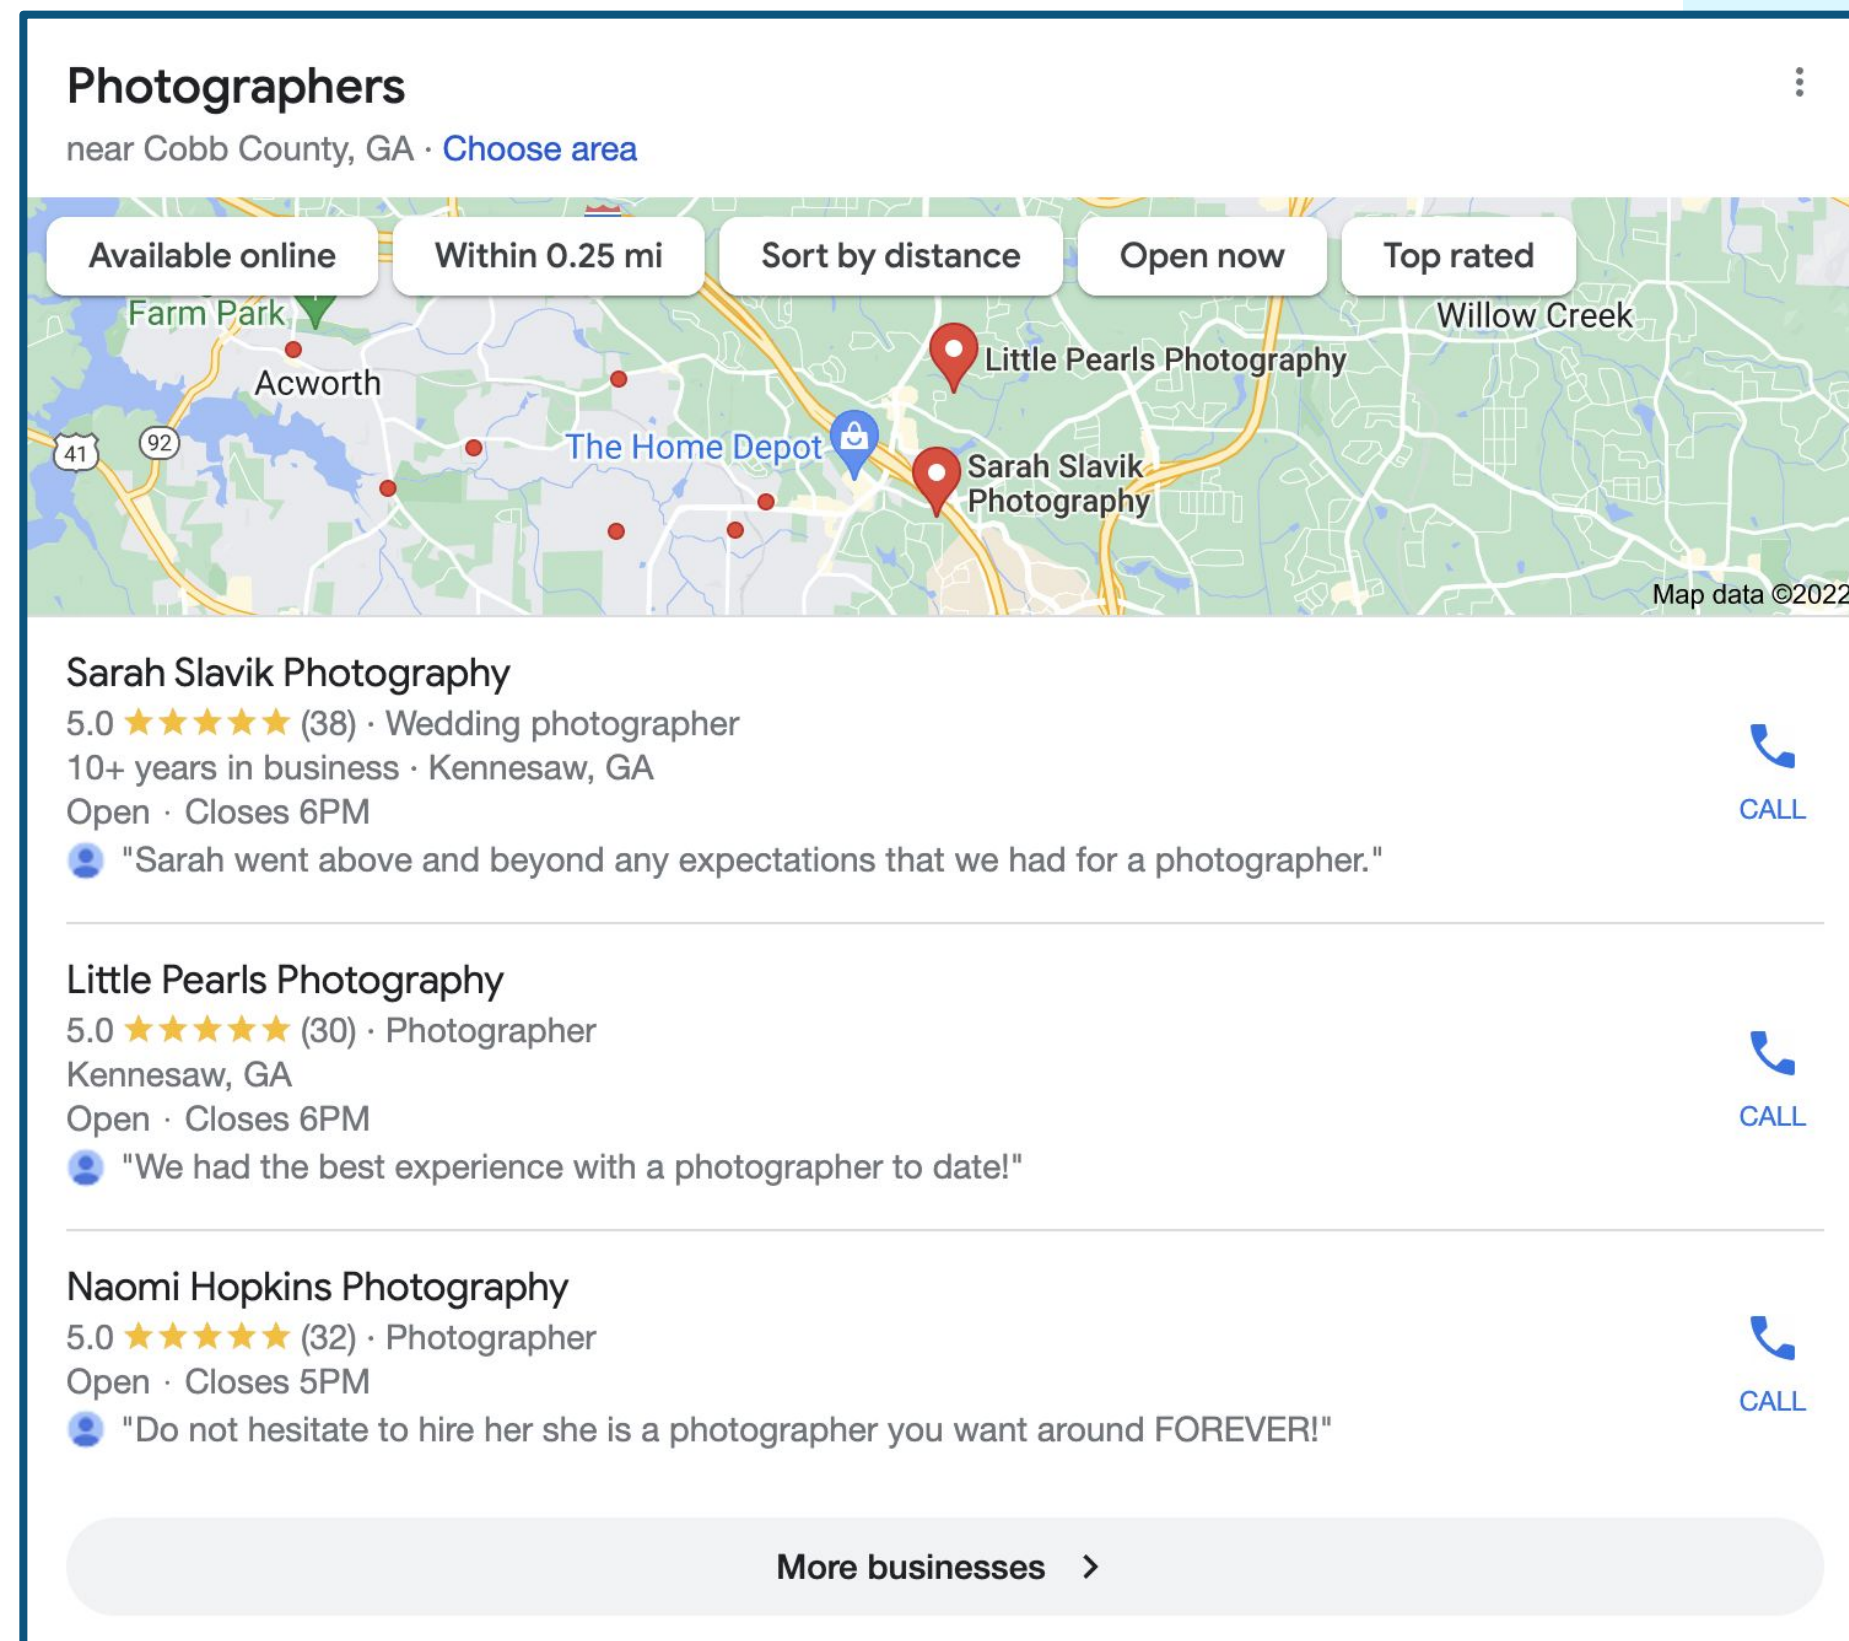 Photographers
near Cobb County, GA · Choose area
Available online
Within 0.25 mi
Sort by distance
Open now
Top rated
Farm Park
Willow Creek
Little Pearls Photography
Acworth
41
92
The Home Depot
Sarah Slavik
Photography
Map data ©2022
Sarah Slavik Photography
5.0 ★★★★★ (38) · Wedding photographer
10+ years in business · Kennesaw, GA
Open · Closes 6PM
CALL
"Sarah went above and beyond any expectations that we had for a photographer."
Little Pearls Photography
5.0 ★★★★★ (30) · Photographer
Kennesaw, GA
Open · Closes 6PM
CALL
"We had the best experience with a photographer to date!"
Naomi Hopkins Photography
5.0 ★★★★★ (32) · Photographer
Open · Closes 5PM
CALL
"Do not hesitate to hire her she is a photographer you want around FOREVER!"
More businesses >